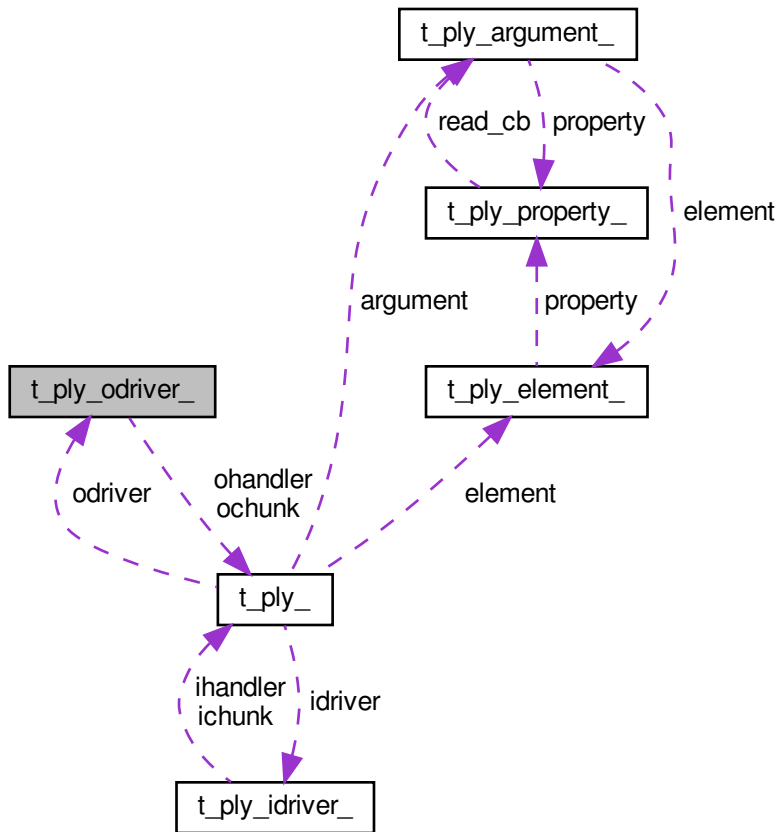 t_ply_argument_
read_cb
property
t_ply_property_
element
argument
property
t_ply_odriver_
t_ply_element_
odriver
ohandler
ochunk
element
t_ply_
ihandler
ichunk
idriver
t_ply_idriver_